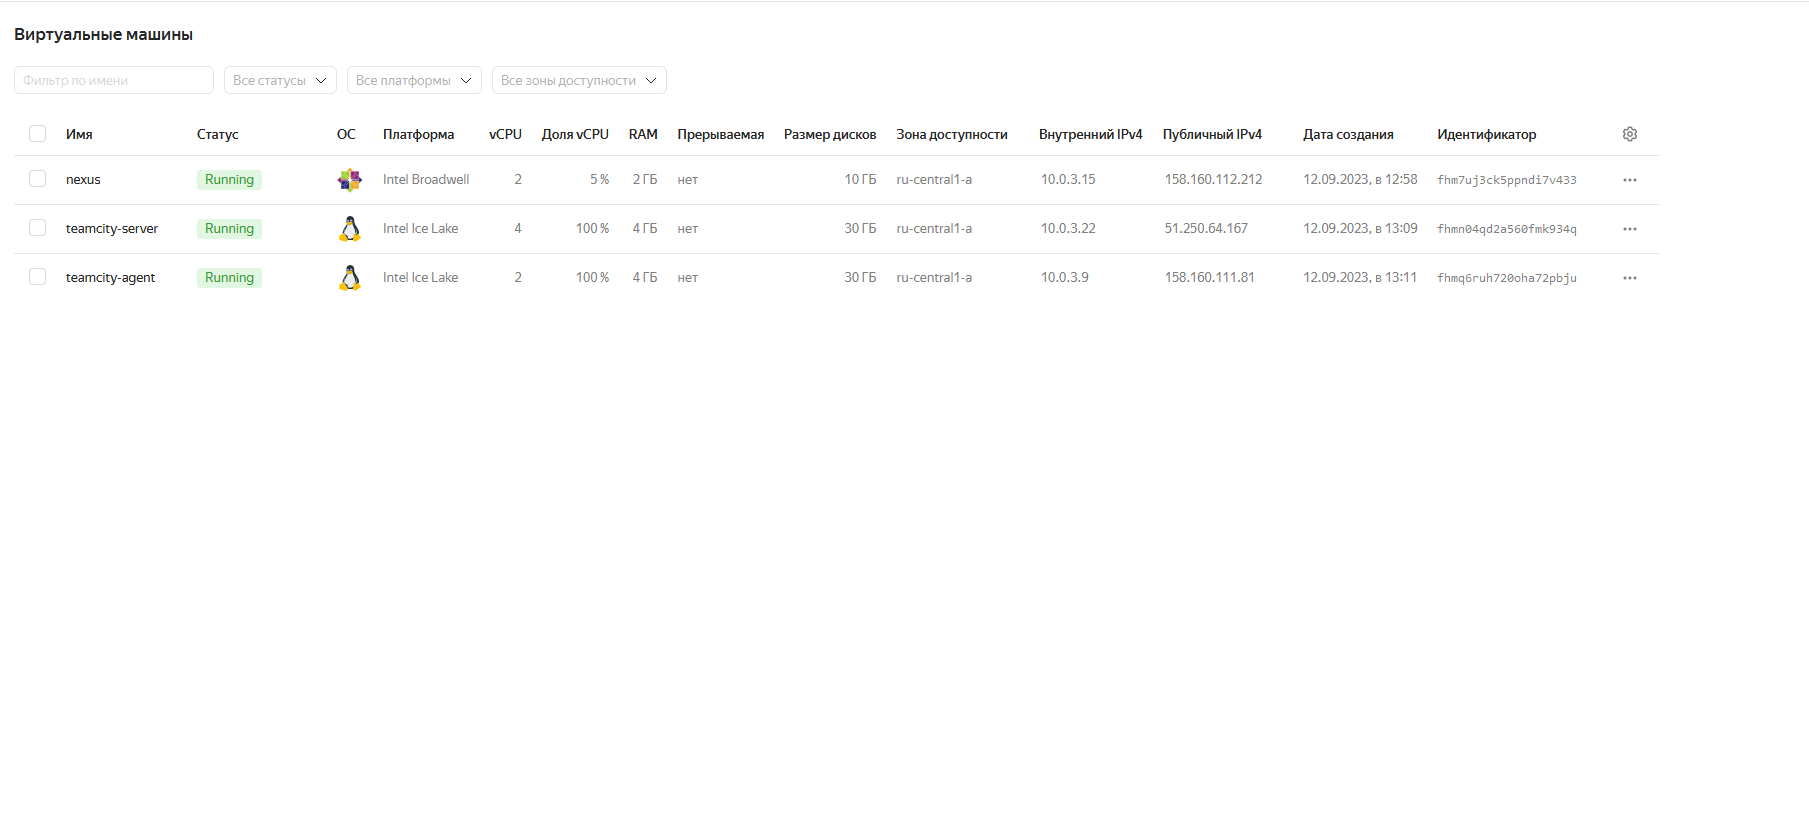 Виртуальные машины
Фильтр по имени Все статусы Все платформы Все зоны доступности
Имя Статус ОС Платформа vCPU Доля vCPU RAM Прерываемая Размер дисков Зона доступности Внутренний IPv4 Публичный IPv4 Дата создания Идентификатор
nexus Running Intel Broadwell 2 5 % 2 ГБ нет 10 ГБ ru-central1-a 10.0.3.15 158.160.112.212 12.09.2023, в 12:58 fhm7uj3ck5ppndi7v433
teamcity-server Running Intel Ice Lake 4 100 % 4 ГБ нет 30 ГБ ru-central1-a 10.0.3.22 51.250.64.167 12.09.2023, в 13:09 fhmn04qd2a560fmk934q
teamcity-agent Running Intel Ice Lake 2 100 % 4 ГБ нет 30 ГБ ru-central1-a 10.0.3.9 158.160.111.81 12.09.2023, в 13:11 fhmq6ruh720oha72pbju